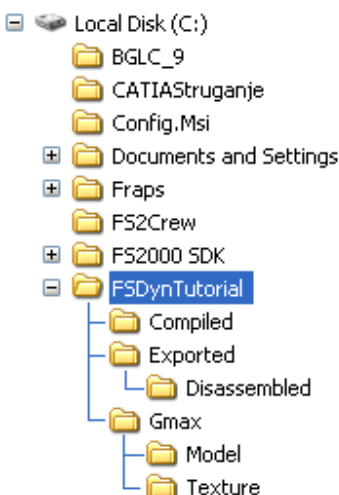 Local Disk (C:)
BGLC_9
CATIAStruganje
Config.Msi
Documents and Settings
Fraps
FS2Crew
FS2000 SDK
FSDynTutorial
Compiled
Exported
Disassembled
Gmax
Model
Texture